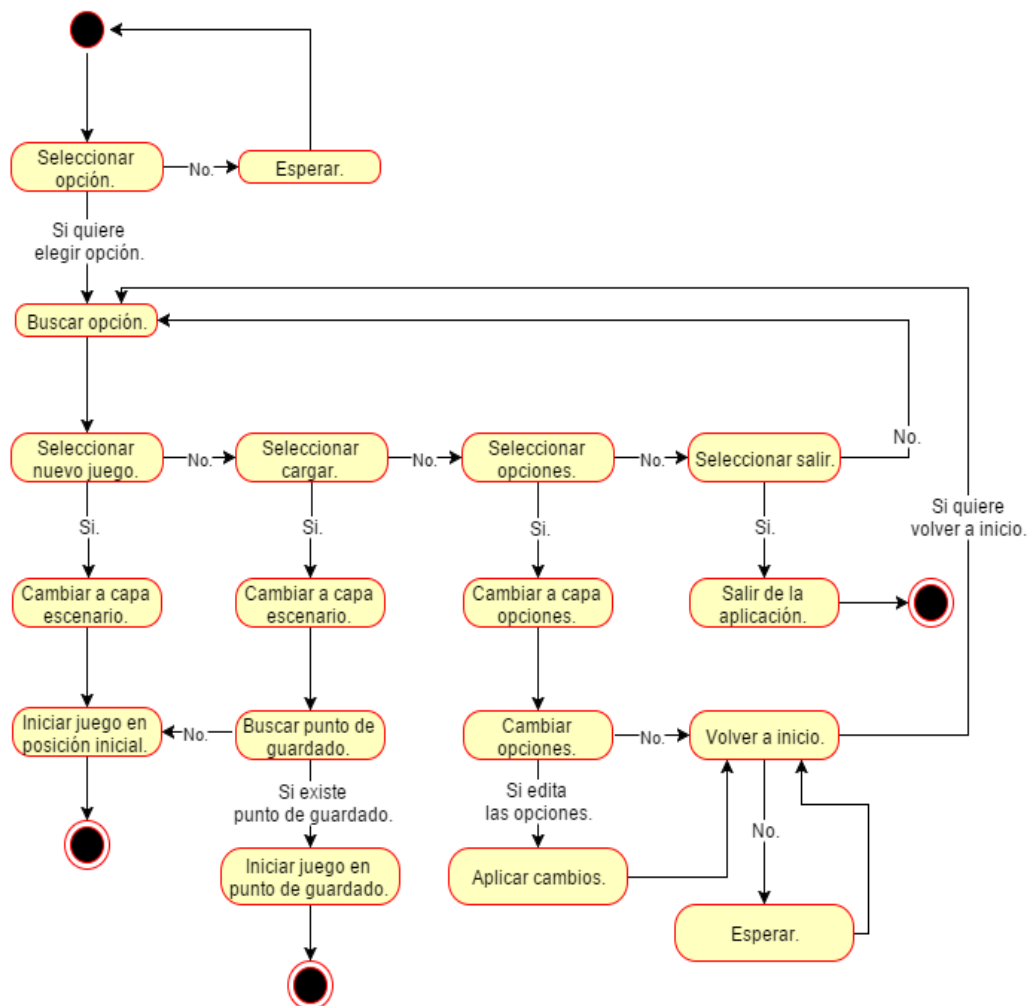 Seleccionar
opción.
No.
Esperar.
Si quiere
elegir opción.
Buscar opción.
Seleccionar
nuevo juego.
No.
Seleccionar
cargar.
No.
Seleccionar
opciones.
No.
Seleccionar salir.
No.
Si.
Si.
Si.
Si.
Si quiere
volver a inicio.
Cambiar a capa
escenario.
Cambiar a capa
escenario.
Cambiar a capa
opciones.
Salir de la
aplicación.
Iniciar juego en
posición inicial.
No.
Buscar punto de
guardado.
Cambiar
opciones.
No.
Volver a inicio.
Si existe
punto de guardado.
Si edita
las opciones.
No.
Iniciar juego en
punto de guardado.
Aplicar cambios.
Esperar.